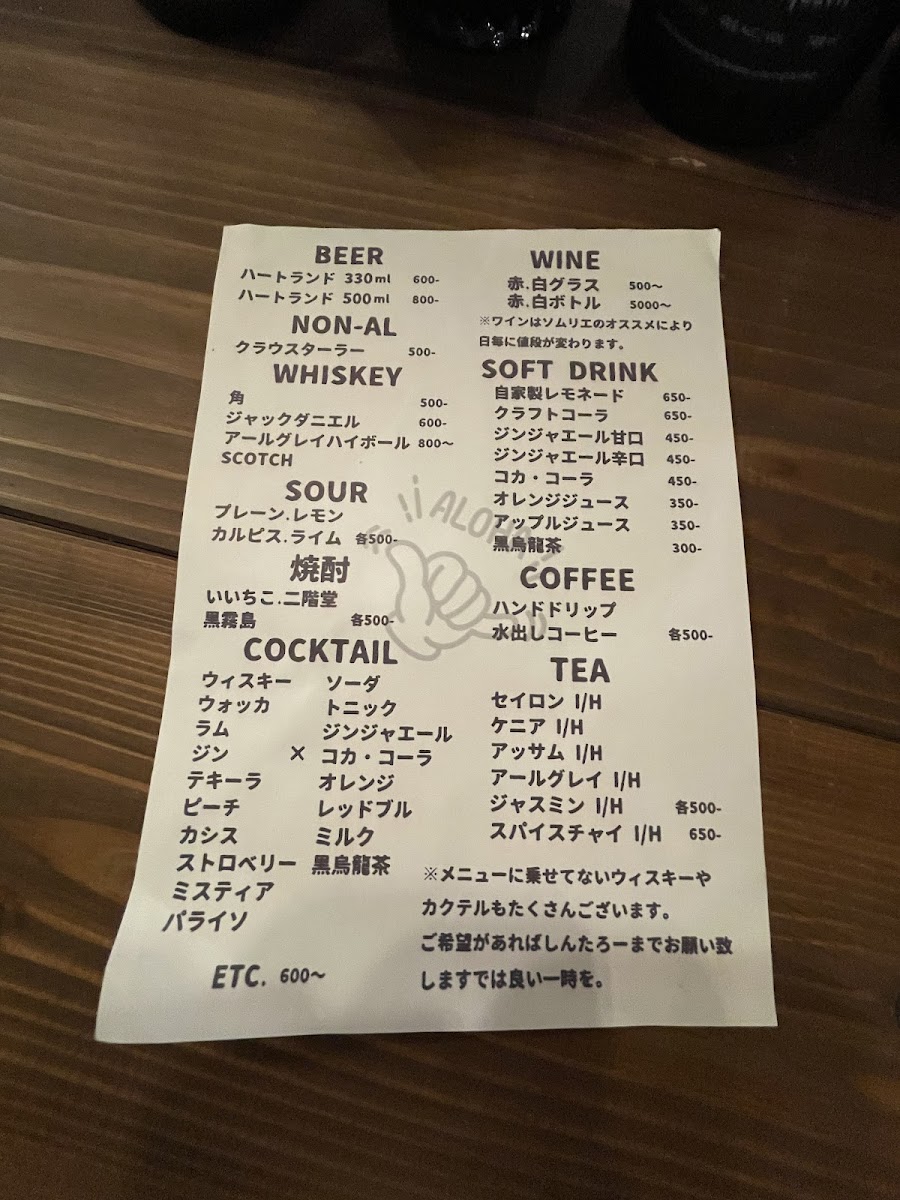 BEER
ハートランド 330ml 600-
ハートランド 500ml 800-
NON-AL
クラウスターラー 500-
WHISKEY
角 500-
ジャックダニエル 600-
アールグレイハイボール 800〜
SCOTCH
SOUR
プレーン.レモン
カルピス.ライム 各500-
焼酎
いいちこ.二階堂
黒霧島 各500-
COCKTAIL
ウィスキー ソーダ
ウォッカ トニック
ラム ジンジャエール
ジン × コカ・コーラ
テキーラ オレンジ
ピーチ レッドブル
カシス ミルク
ストロベリー 黒烏龍茶
ミスティア
パライソ
ETC. 600〜
WINE
赤.白グラス 500〜
赤.白ボトル 5000〜
※ワインはソムリエのオススメにより
日毎に値段が変わります。
SOFT DRINK
自家製レモネード 650-
クラフトコーラ 650-
ジンジャエール甘口 450-
ジンジャエール辛口 450-
コカ・コーラ 450-
オレンジジュース 350-
アップルジュース 350-
黒烏龍茶 300-
COFFEE
ハンドドリップ
水出しコーヒー 各500-
TEA
セイロン I/H
ケニア I/H
アッサム I/H
アールグレイ I/H
ジャスミン I/H 各500-
スパイスチャイ I/H 650-
※メニューに乗せてないウィスキーや
カクテルもたくさんございます。
ご希望があればしんたろーまでお願い致
しますでは良い一時を。
¡¡ALOHA!!